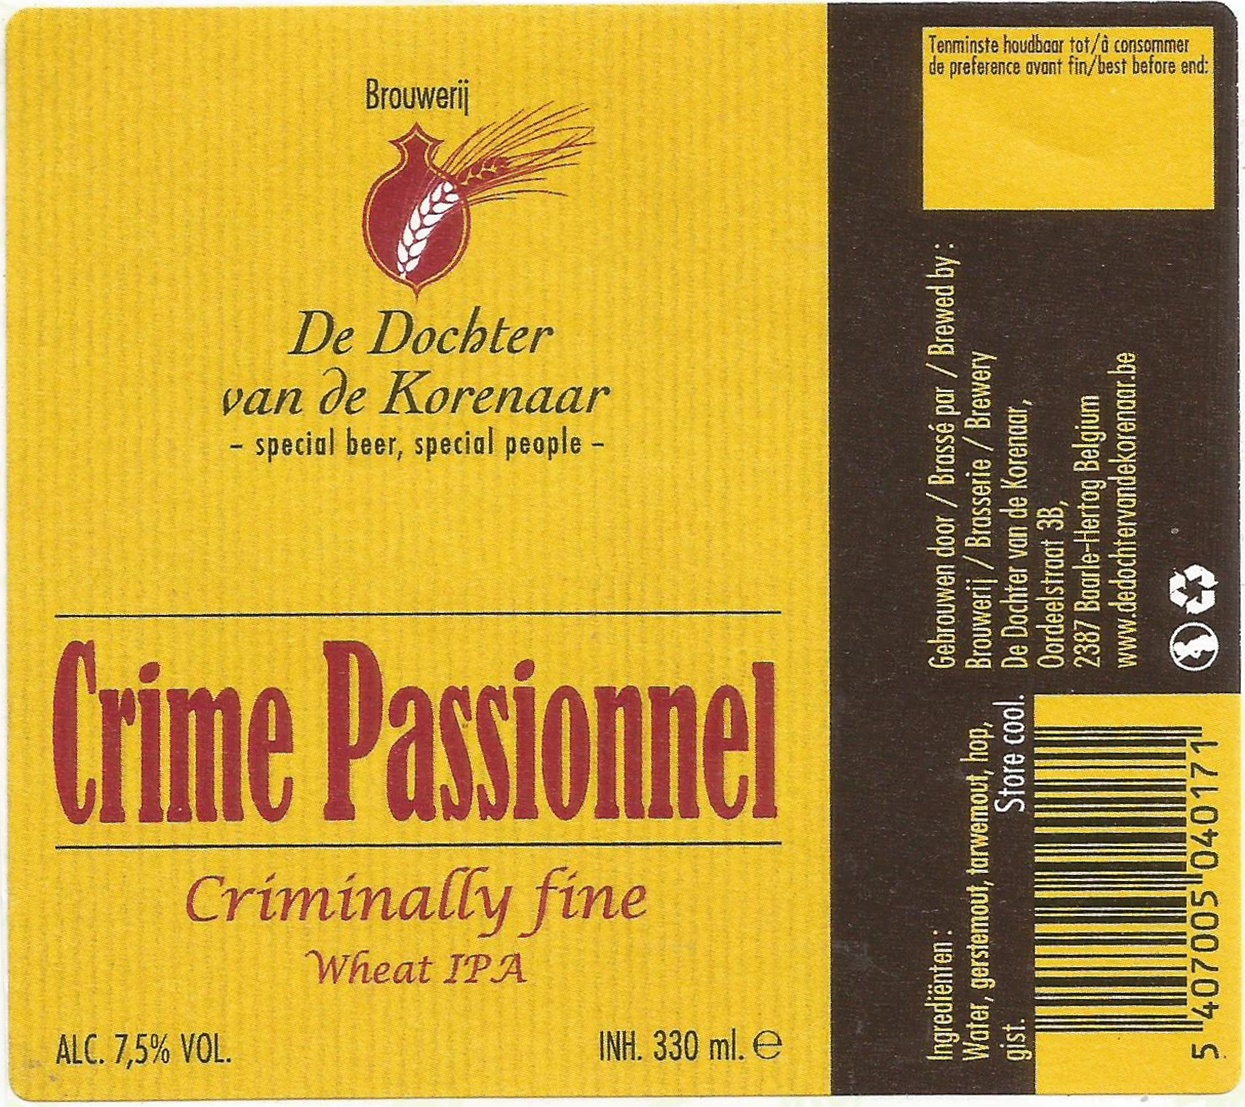 Brouwerij
De Dochter
van de Korenaar
– special beer, special people –
Crime Passionnel
Criminally fine
Wheat IPA
ALC. 7,5% VOL.
INH. 330 ml. ℮
Tenminste houdbaar tot/à consommer
de preference avant fin/best before end:
Gebrouwen door / Brassé par / Brewed by :
Brouwerij / Brasserie / Brewery
De Dochter van de Korenaar,
Oordeelstraat 3B,
2387 Baarle-Hertog Belgium
www.dedochtervandekorenaar.be
Ingrediënten :
Water, gerstemout, tarwemout, hop,
gist.
Store cool.
5 407005 040171